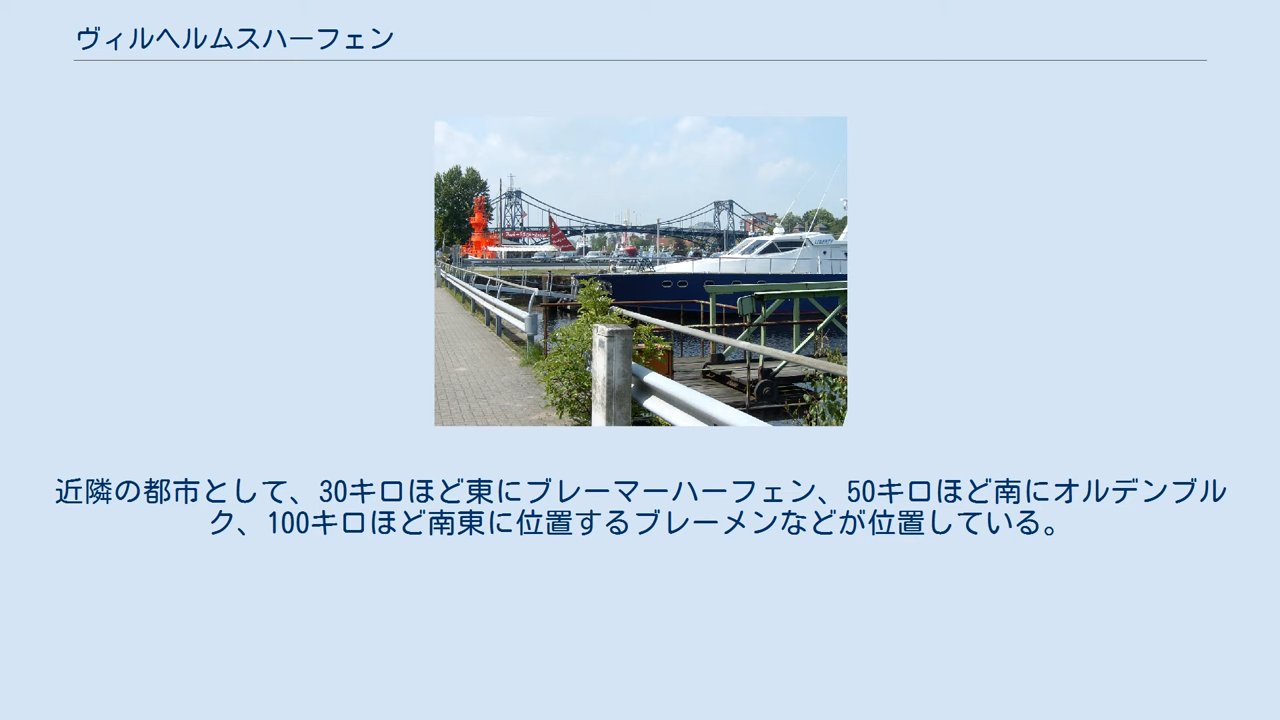 ヴィルヘルムスハーフェン
近隣の都市として、30キロほど東にブレーマーハーフェン、50キロほど南にオルデンブル
ク、100キロほど南東に位置するブレーメンなどが位置している。